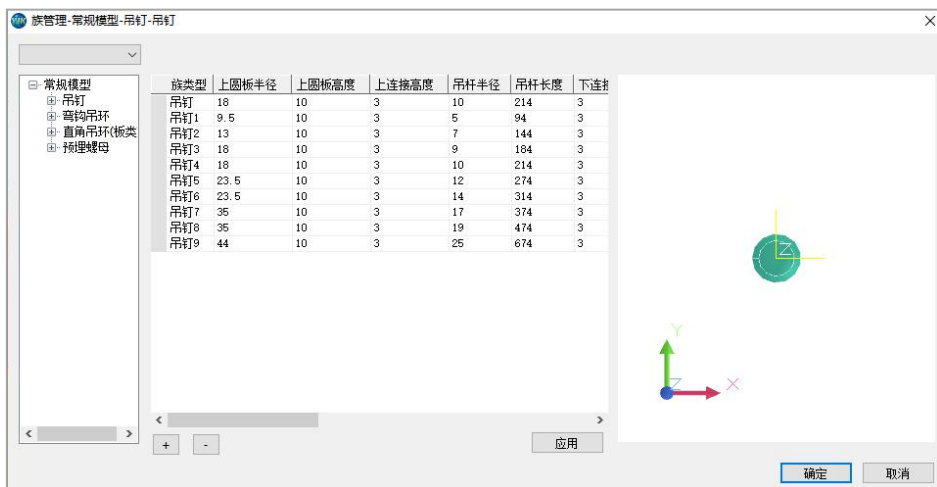 族管理-常规模型-吊钉-吊钉
常规模型
吊钉
弯钩吊环
直角吊环(板类
预埋螺母
族类型 上圆板半径 上圆板高度 上连接高度 吊杆半径 吊杆长度 下连接
吊钉 18 10 3 10 214 3
吊钉1 9.5 10 3 5 94 3
吊钉2 13 10 3 7 144 3
吊钉3 18 10 3 9 184 3
吊钉4 18 10 3 10 214 3
吊钉5 23.5 10 3 12 274 3
吊钉6 23.5 10 3 14 314 3
吊钉7 35 10 3 17 374 3
吊钉8 35 10 3 19 474 3
吊钉9 44 10 3 25 674 3
Z
Y
Z X
+ -
应用
确定 取消